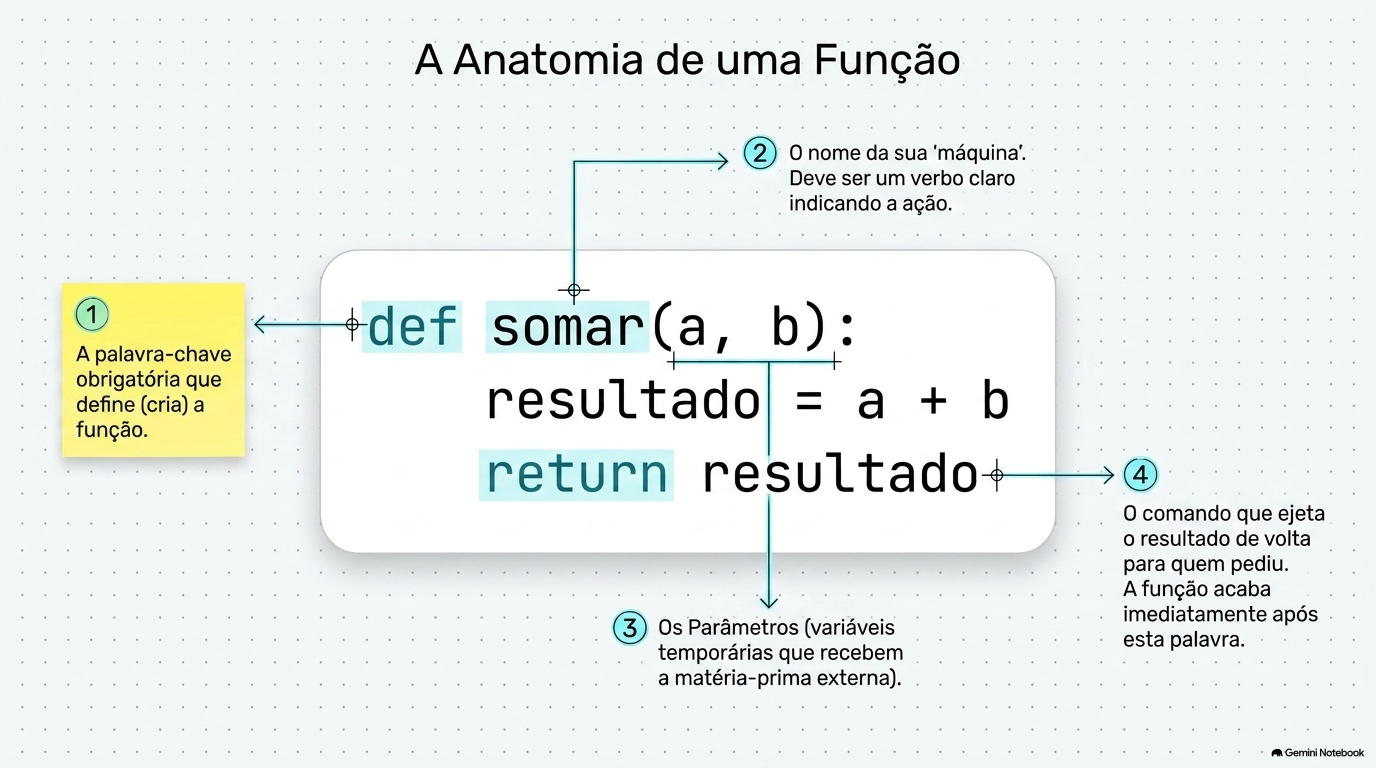 A Anatomia de uma Função
2
O nome da sua 'máquina'.
Deve ser um verbo claro
indicando a ação.
1
A palavra-chave
obrigatória que
define (cria) a
função.
def somar(a, b):
resultado = a + b
return resultado
4
O comando que ejeta
o resultado de volta
para quem pediu.
A função acaba
imediatamente após
esta palavra.
3
Os Parâmetros (variáveis
temporárias que recebem
a matéria-prima externa).
Gemini Notebook